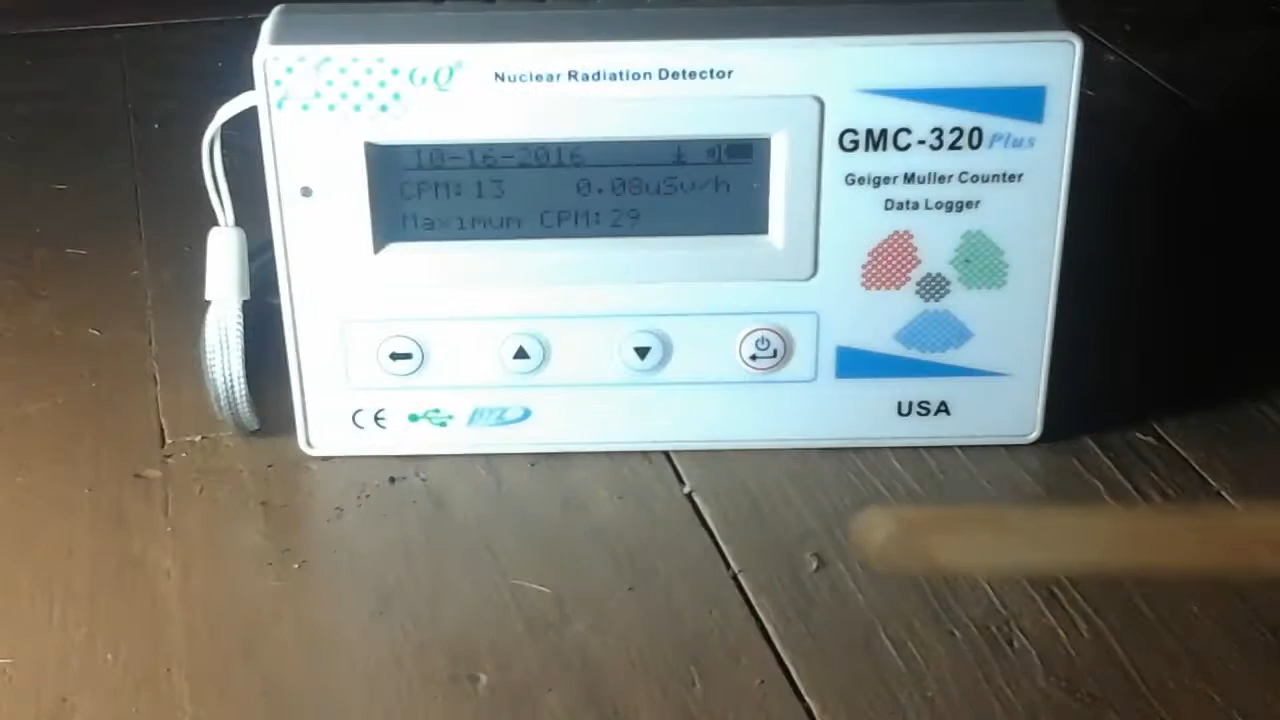 GQ
Nuclear Radiation Detector
10-16-2016
CPM:13 0.08uSv/h
Maximum CPM:29
GMC-320 Plus
Geiger Muller Counter
Data Logger
CE
USA